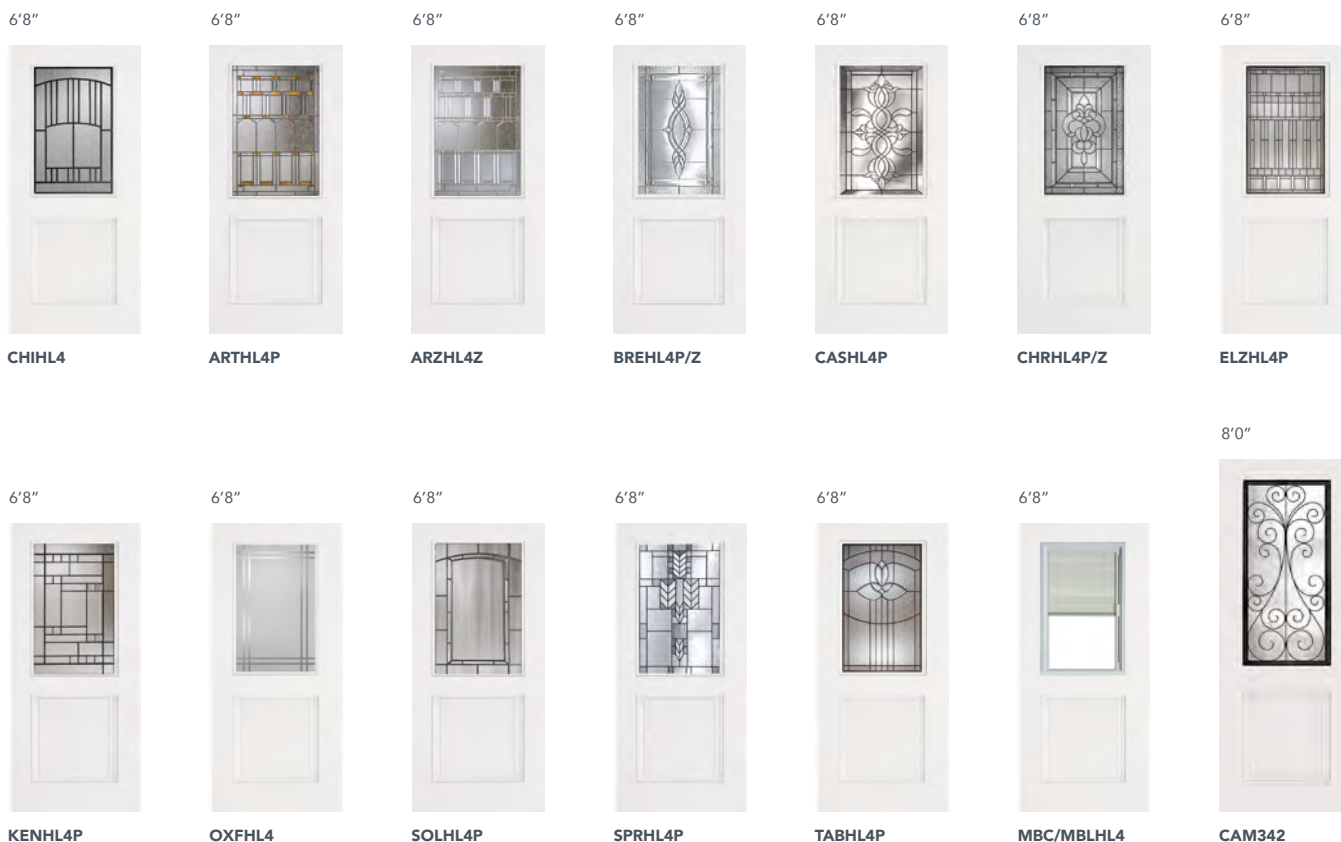 6'8"
6'8"
6'8"
6'8"
6'8"
6'8"
6'8"
CHIHL4
ARTHL4P
ARZHL4Z
BREHL4P/Z
CASHL4P
CHRHL4P/Z
ELZHL4P
6'8"
6'8"
6'8"
6'8"
6'8"
6'8"
8'0"
KENHL4P
OXFHL4
SOLHL4P
SPRHL4P
TABHL4P
MBC/MBLHL4
CAM342